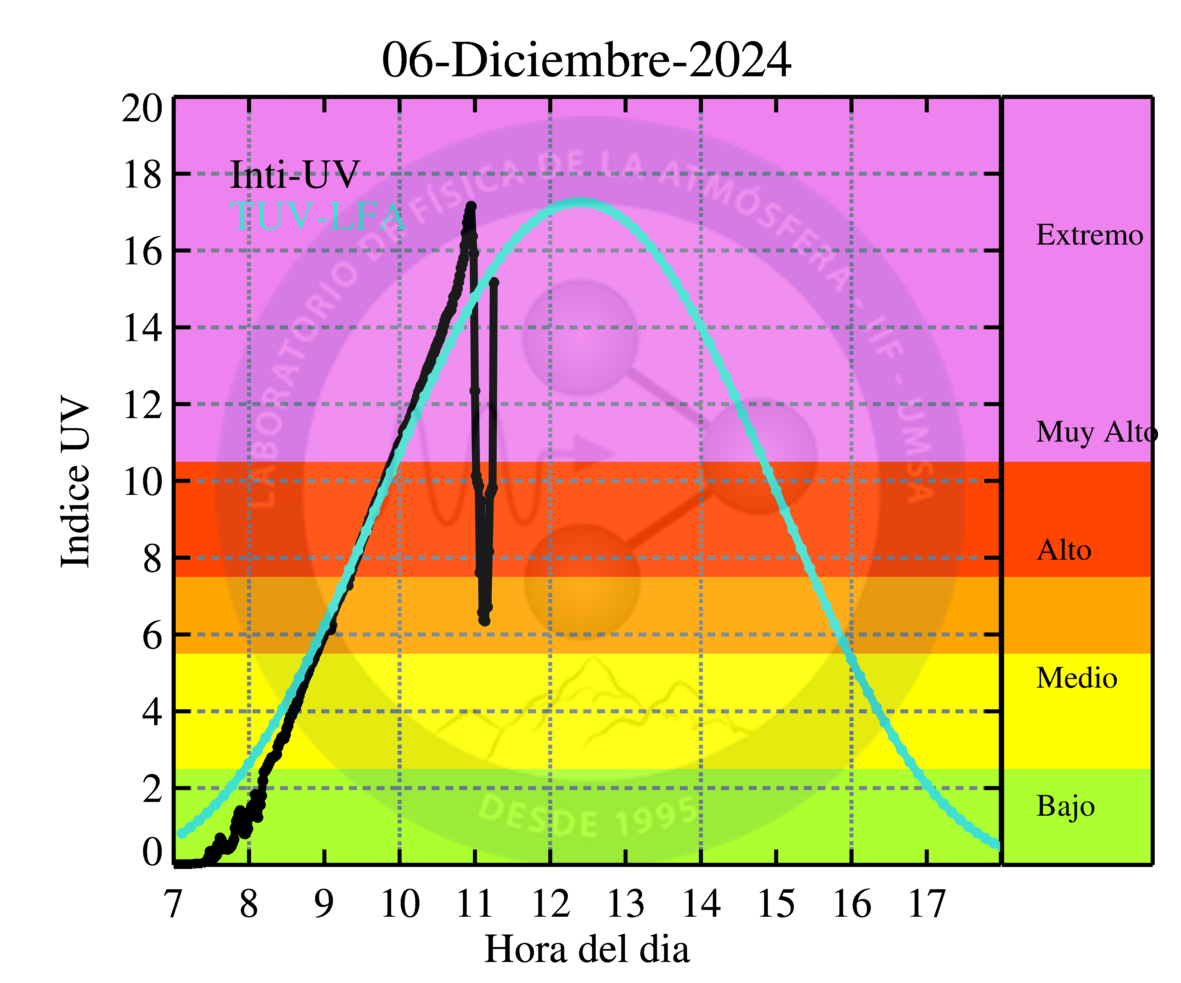 06-Diciembre-2024
20
18
16
14
12
10
8
6
4
2
0
Indice UV
Inti-UV
TUV-LFA
LABORATORIO DE FÍSICA DE LA ATMÓSFERA - IIF - UMSA
DESDE 1995
Extremo
Muy Alto
Alto
Medio
Bajo
7 8 9 10 11 12 13 14 15 16 17
Hora del dia